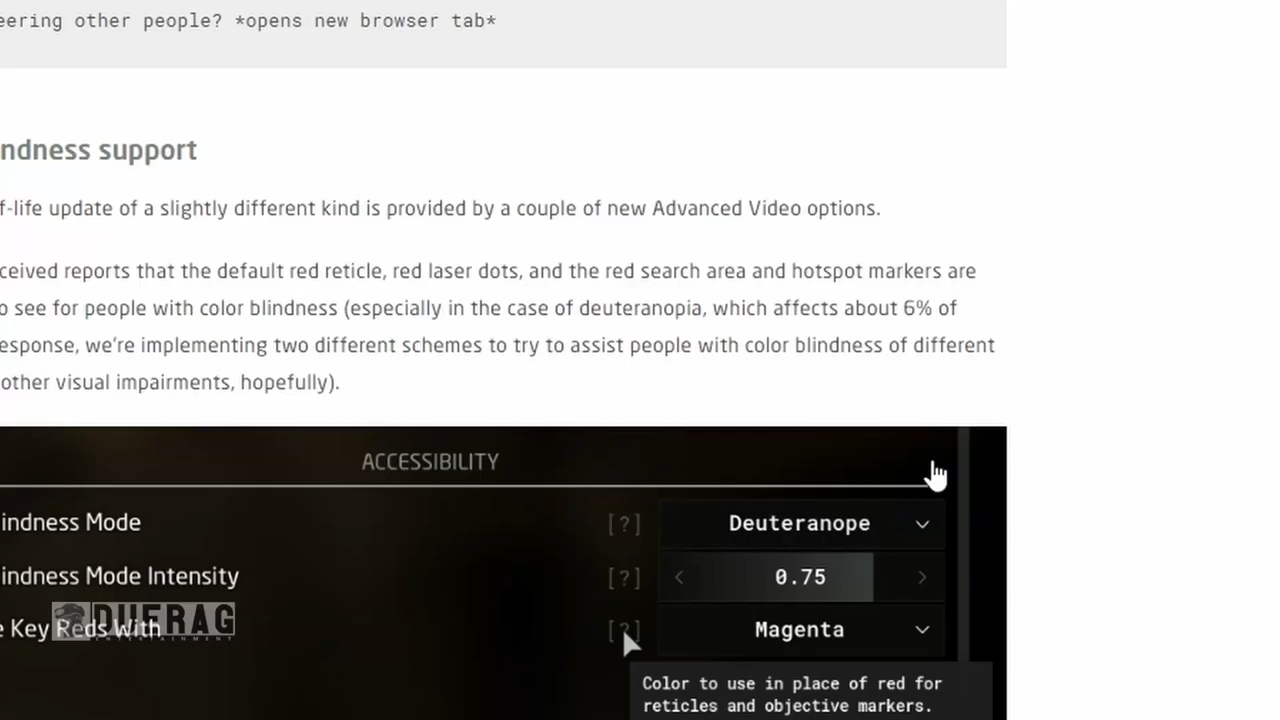 eering other people? *opens new browser tab*
ndness support
f-life update of a slightly different kind is provided by a couple of new Advanced Video options.
ceived reports that the default red reticle, red laser dots, and the red search area and hotspot markers are
o see for people with color blindness (especially in the case of deuteranopia, which affects about 6% of
esponse, we're implementing two different schemes to try to assist people with color blindness of different
other visual impairments, hopefully).
ACCESSIBILITY
indness Mode [?] Deuteranope
indness Mode Intensity [?] 0.75
e Key Reds With [?] Magenta
DUERAG
ENTERTAINMENT
Color to use in place of red for
reticles and objective markers.